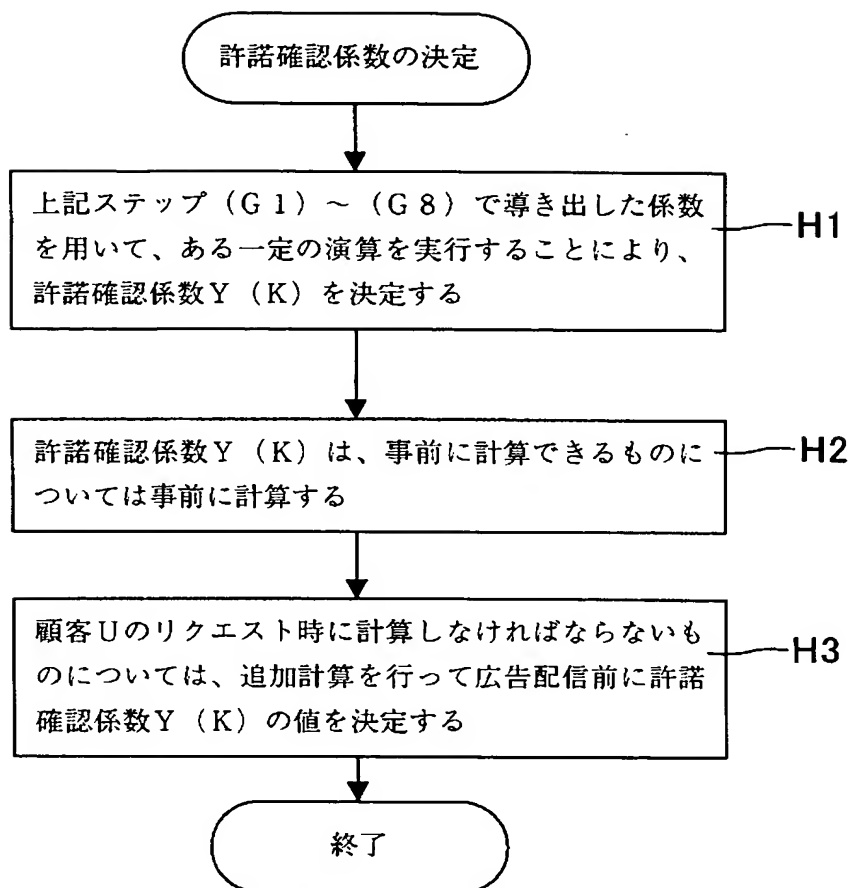 許諾確認係数の決定
上記ステップ(G1)~(G8)で導き出した係数
を用いて、ある一定の演算を実行することにより、
許諾確認係数Y(K)を決定する
H1
許諾確認係数Y(K)は、事前に計算できるものに
ついては事前に計算する
H2
顧客Uのリクエスト時に計算しなければならないも
のについては、追加計算を行って広告配信前に許諾
確認係数Y(K)の値を決定する
H3
終了